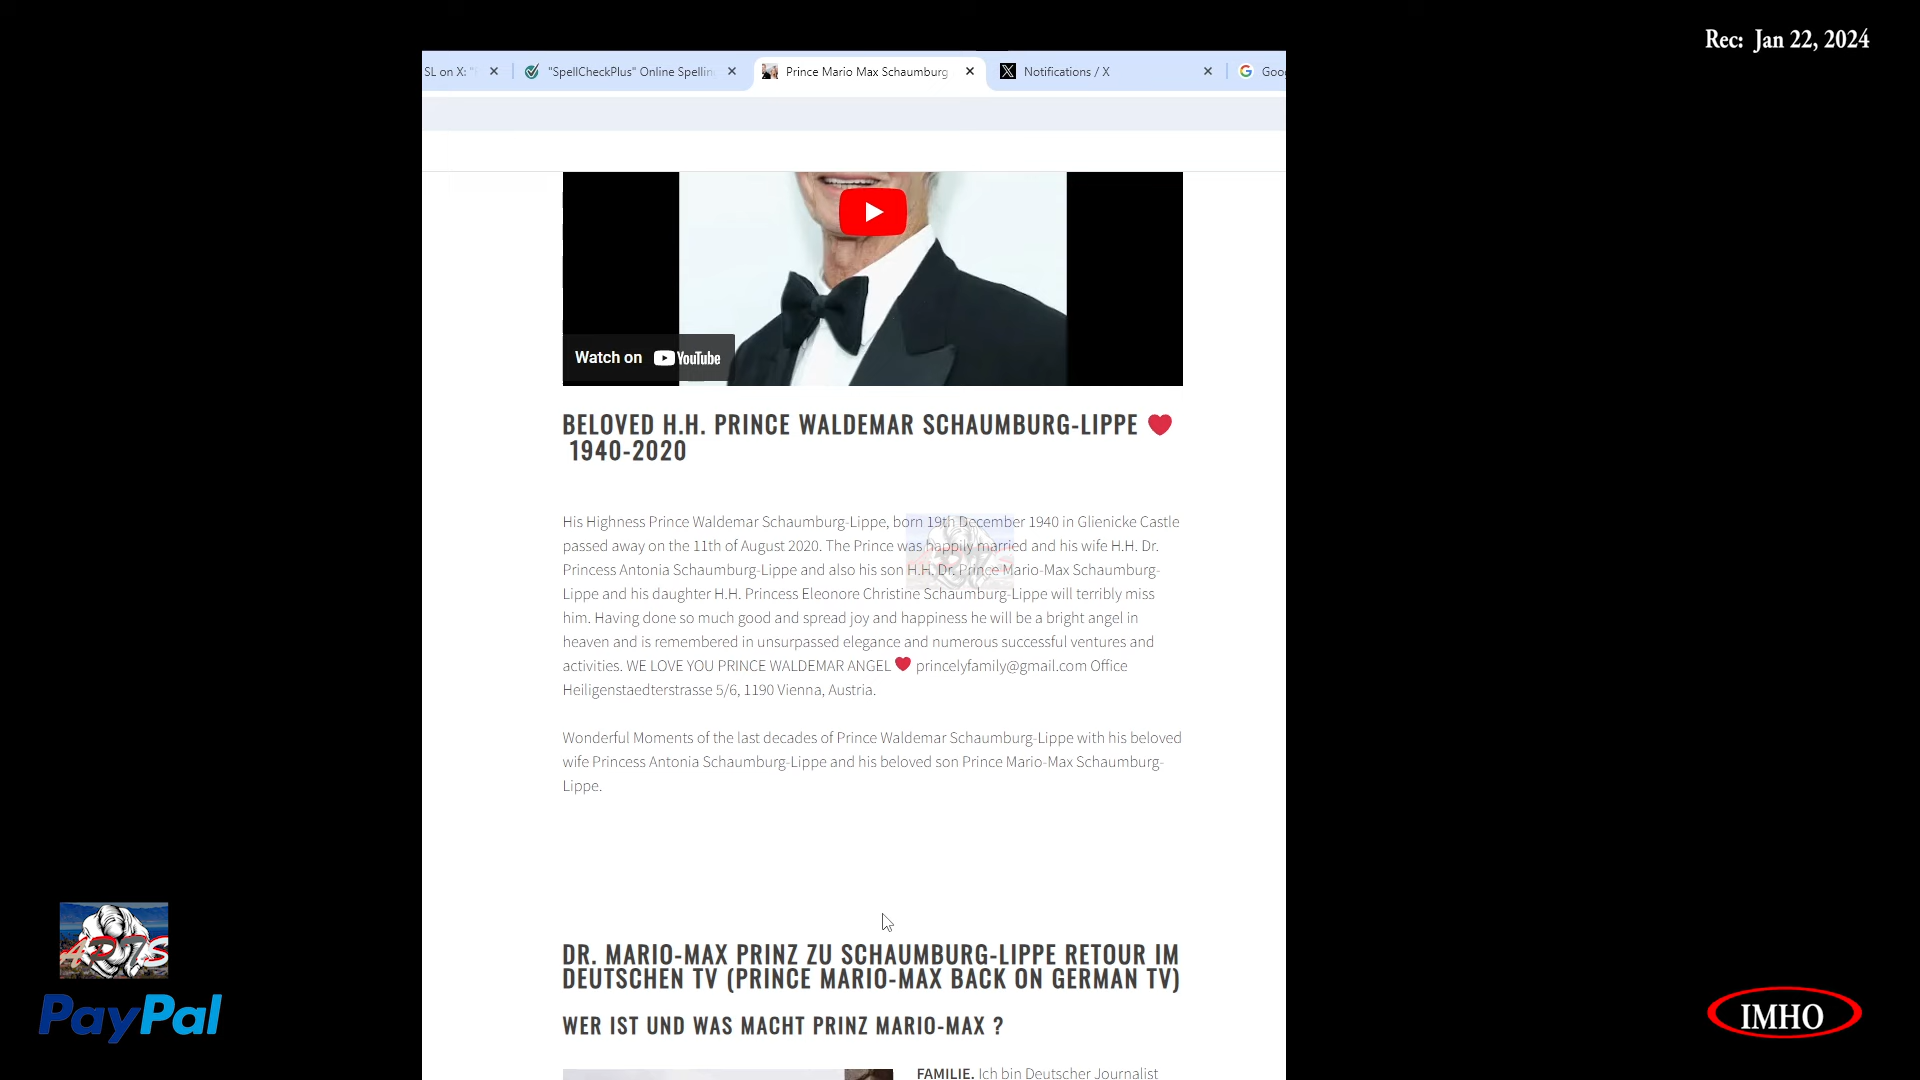 Rec: Jan 22, 2024
SL on X: "
"SpellCheckPlus" Online Spelling
Prince Mario Max Schaumburg
Notifications / X
Goo
Watch on YouTube
BELOVED H.H. PRINCE WALDEMAR SCHAUMBURG-LIPPE ❤
1940-2020
His Highness Prince Waldemar Schaumburg-Lippe, born 19th December 1940 in Glienicke Castle
passed away on the 11th of August 2020. The Prince was happily married and his wife H.H. Dr.
Princess Antonia Schaumburg-Lippe and also his son H.H. Dr. Prince Mario-Max Schaumburg-
Lippe and his daughter H.H. Princess Eleonore Christine Schaumburg-Lippe will terribly miss
him. Having done so much good and spread joy and happiness he will be a bright angel in
heaven and is remembered in unsurpassed elegance and numerous successful ventures and
activities. WE LOVE YOU PRINCE WALDEMAR ANGEL ❤ princelyfamily@gmail.com Office
Heiligenstaedterstrasse 5/6, 1190 Vienna, Austria.
Wonderful Moments of the last decades of Prince Waldemar Schaumburg-Lippe with his beloved
wife Princess Antonia Schaumburg-Lippe and his beloved son Prince Mario-Max Schaumburg-
Lippe.
DR. MARIO-MAX PRINZ ZU SCHAUMBURG-LIPPE RETOUR IM
DEUTSCHEN TV (PRINCE MARIO-MAX BACK ON GERMAN TV)
WER IST UND WAS MACHT PRINZ MARIO-MAX ?
FAMILIE. Ich bin Deutscher Journalist
PayPal
IMHO